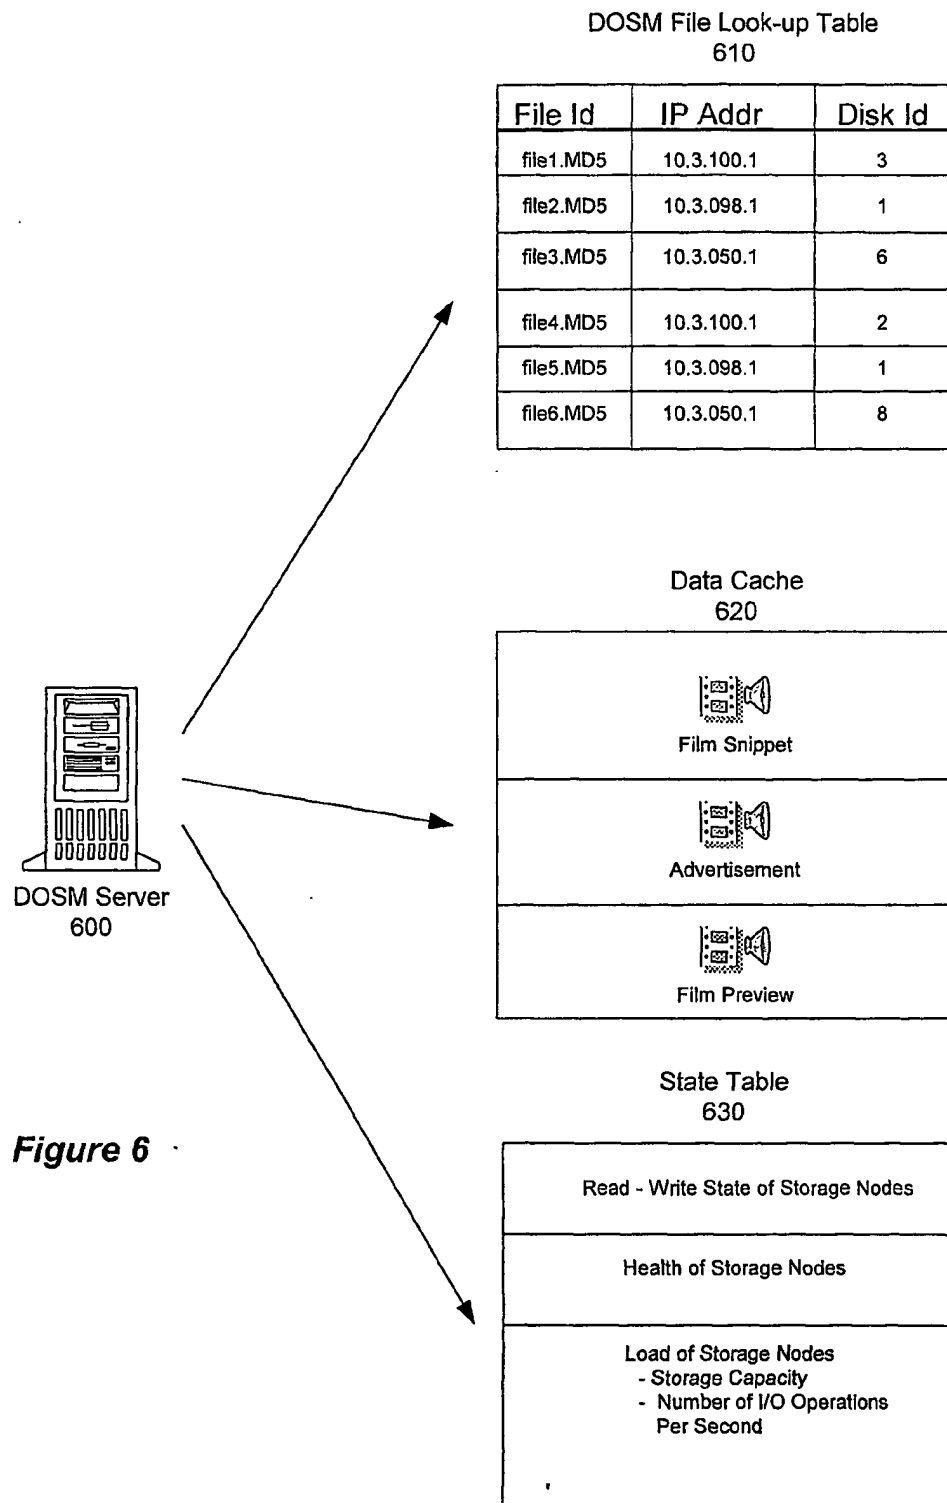 DOSM File Look-up Table
610
File Id IP Addr Disk Id
file1.MD5 10.3.100.1 3
file2.MD5 10.3.098.1 1
file3.MD5 10.3.050.1 6
file4.MD5 10.3.100.1 2
file5.MD5 10.3.098.1 1
file6.MD5 10.3.050.1 8
Data Cache
620
Film Snippet
Advertisement
Film Preview
DOSM Server
600
State Table
630
Read - Write State of Storage Nodes
Health of Storage Nodes
Load of Storage Nodes
- Storage Capacity
- Number of I/O Operations
Per Second
Figure 6